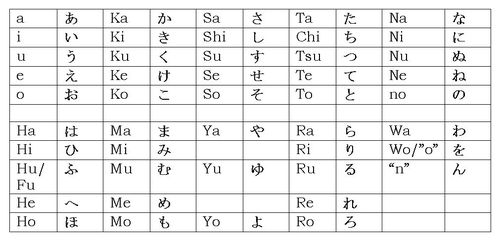 a あ Ka か Sa さ Ta た Na な
i い Ki き Shi し Chi ち Ni に
u う Ku く Su す Tsu つ Nu ぬ
e え Ke け Se せ Te て Ne ね
o お Ko こ So そ To と no の
Ha は Ma ま Ya や Ra ら Wa わ
Hi ひ Mi み Ri り Wo/"o" を
Hu/ ふ Mu む Yu ゆ Ru る "n" ん
Fu
He へ Me め Re れ
Ho ほ Mo も Yo よ Ro ろ